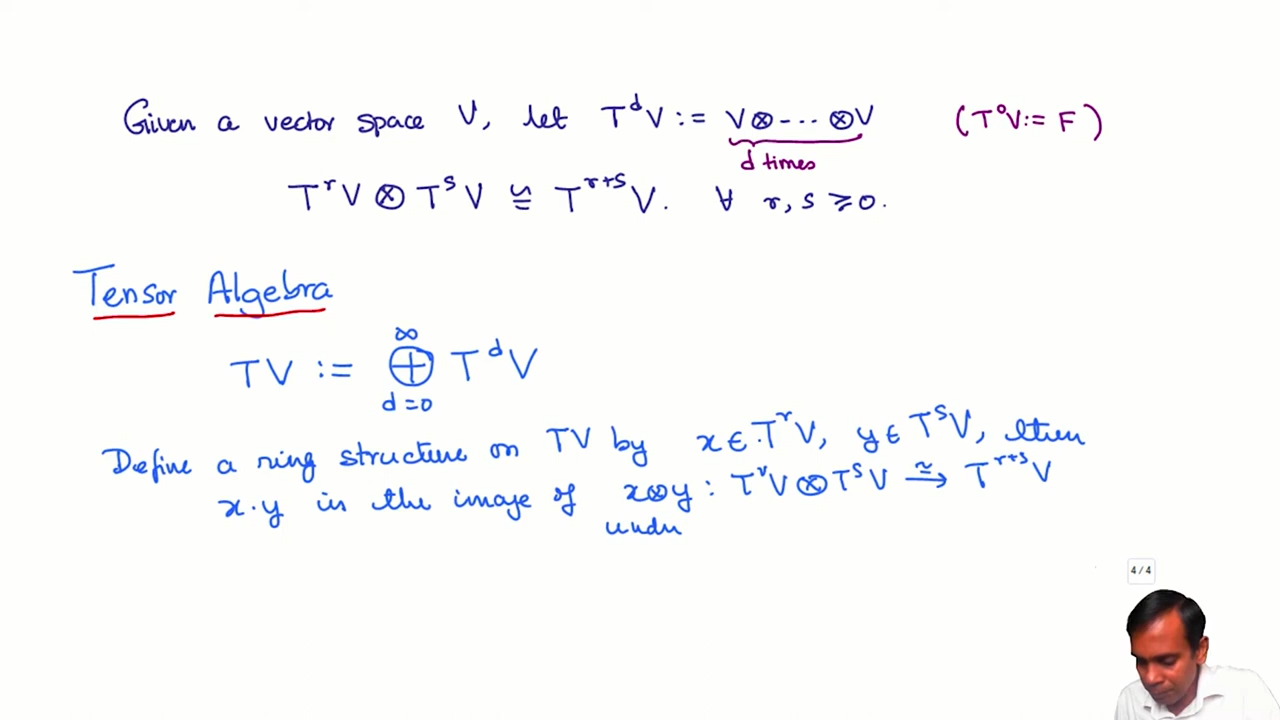 Given a vector space V, let T^d V := V⊗---⊗V (T^0 V := F)
d times
T^r V ⊗ T^s V ≅ T^{r+s} V. ∀ r, s ⩾ 0.
Tensor Algebra
∞
TV := ⊕ T^d V
d=0
Define a ring structure on TV by x ∈ T^r V, y ∈ T^s V, then
x.y is the image of x⊗y : T^r V ⊗ T^s V ≃→ T^{r+s} V
under
4/4